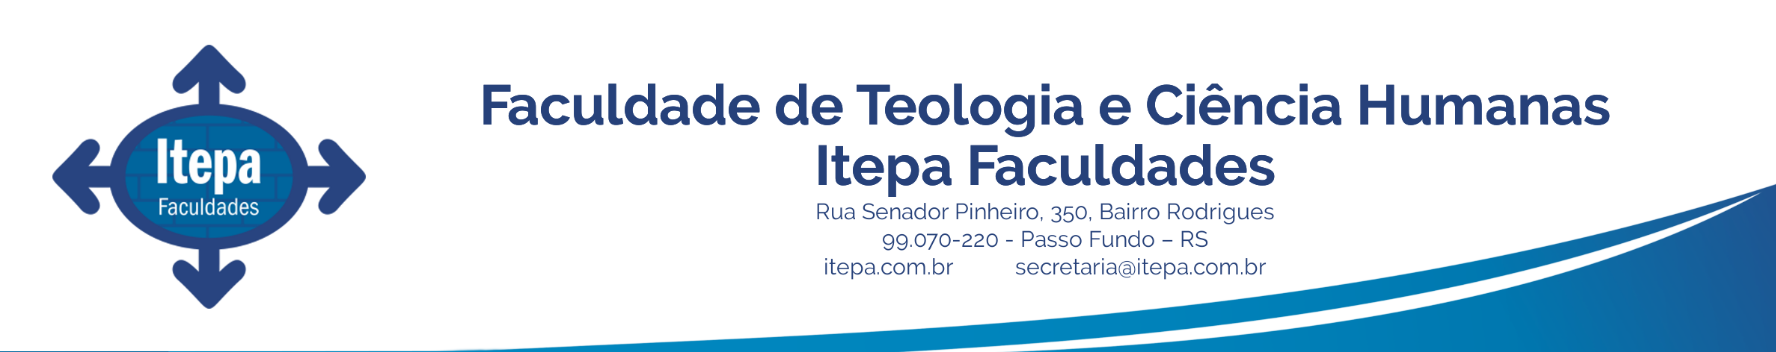 Itepa
Faculdades
Faculdade de Teologia e Ciência Humanas
Itepa Faculdades
Rua Senador Pinheiro, 350, Bairro Rodrigues
99.070-220 - Passo Fundo – RS
itepa.com.br secretaria@itepa.com.br